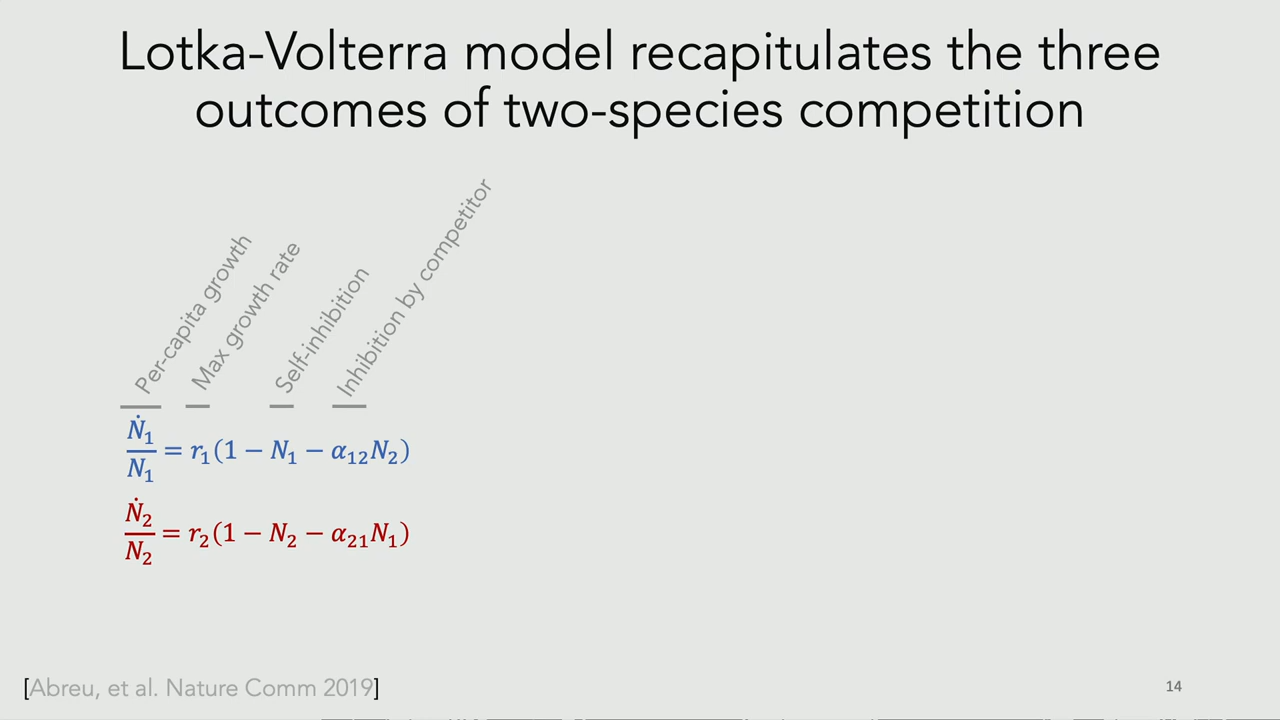 Lotka-Volterra model recapitulates the three
outcomes of two-species competition
Per-capita growth
Max growth rate
Self-inhibition
Inhibition by competitor
Ṅ₁/N₁ = r₁(1 − N₁ − α₁₂N₂)
Ṅ₂/N₂ = r₂(1 − N₂ − α₂₁N₁)
[Abreu, et al. Nature Comm 2019]
14